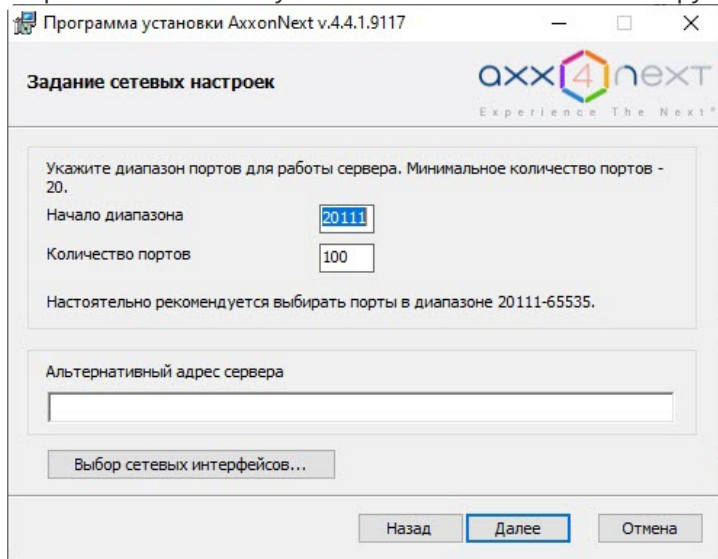 Программа установки AxxonNext v.4.4.1.9117
Задание сетевых настроек
axxi4next
Experience The Next
Укажите диапазон портов для работы сервера. Минимальное количество портов -
20.
Начало диапазона
20111
Количество портов
100
Настоятельно рекомендуется выбирать порты в диапазоне 20111-65535.
Альтернативный адрес сервера
Выбор сетевых интерфейсов...
Назад
Далее
Отмена